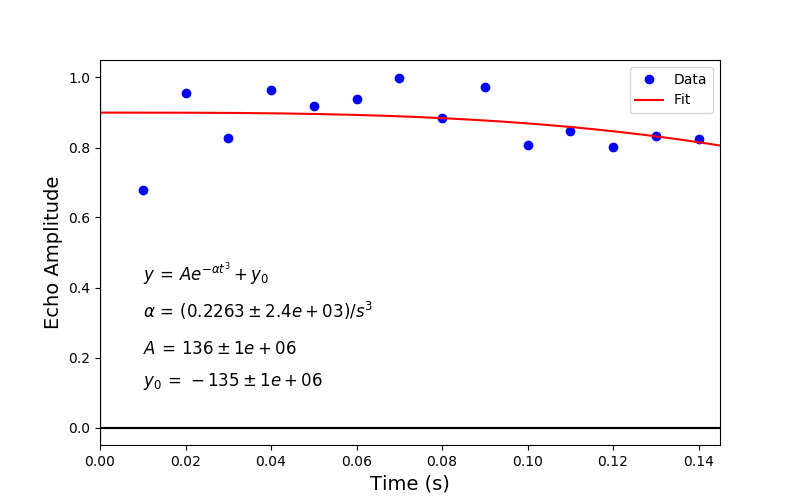 1.0
0.8
0.6
0.4
0.2
0.0
Echo Amplitude
Data
Fit
y = Ae^{-αt^3} + y_0
α = (0.2263 ± 2.4e + 03)/s^3
A = 136 ± 1e + 06
y_0 = −135 ± 1e + 06
0.00 0.02 0.04 0.06 0.08 0.10 0.12 0.14
Time (s)